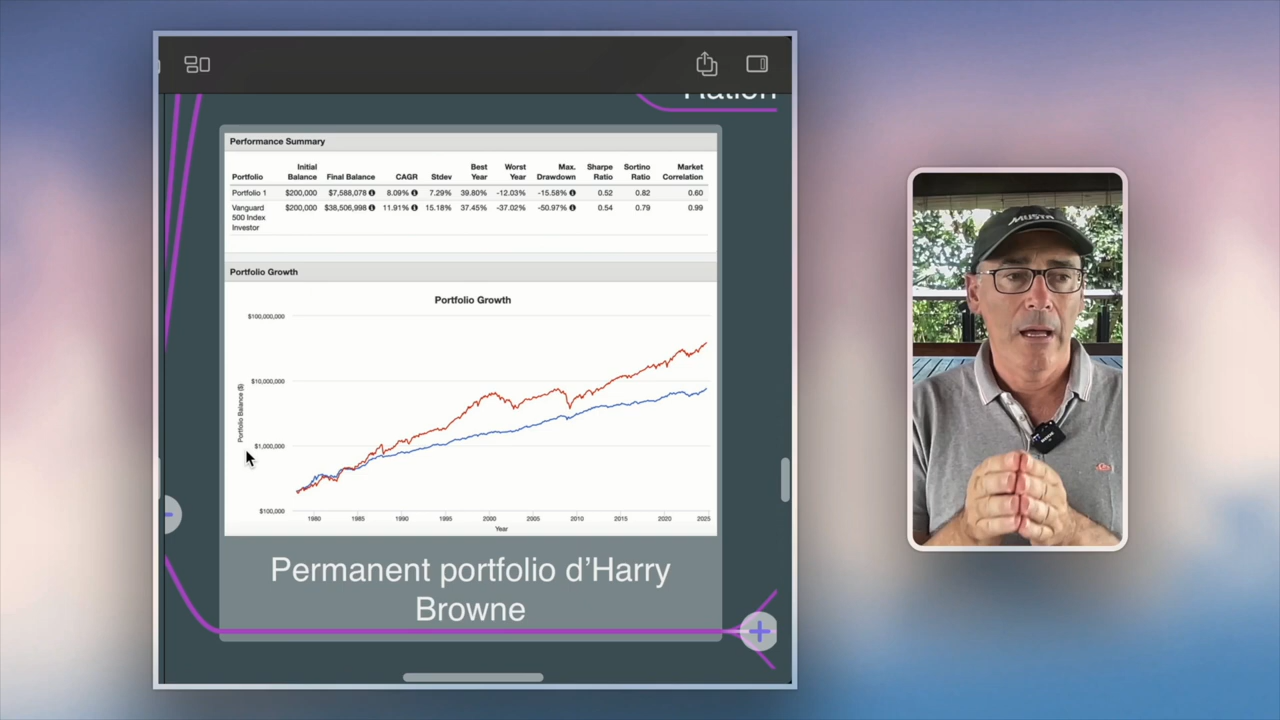 Ration
Performance Summary
Portfolio Initial Balance Final Balance CAGR Stdev Best Year Worst Year Max. Drawdown Sharpe Ratio Sortino Ratio Market Correlation
Portfolio 1 $200,000 $7,588,078 8.09% 7.29% 39.80% -12.03% -15.58% 0.52 0.82 0.60
Vanguard 500 Index Investor $200,000 $38,506,998 11.91% 15.18% 37.45% -37.02% -50.97% 0.54 0.79 0.99
Portfolio Growth
Portfolio Growth
Portfolio Balance ($)
$100,000,000
$10,000,000
$1,000,000
$100,000
1980 1985 1990 1995 2000 2005 2010 2015 2020 2025
Year
Permanent portfolio d’Harry
Browne
MUSTO